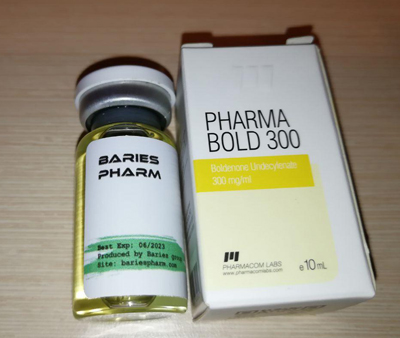 BARIES
PHARM
Best Exp: 06/2023
Produced by Baries group
Site: bariespharm.com
PHARMA
BOLD 300
Boldenone Undecylenate
300 mg/ml
PHARMACOM LABS
www.pharmacomlabs.com
e 10 mL